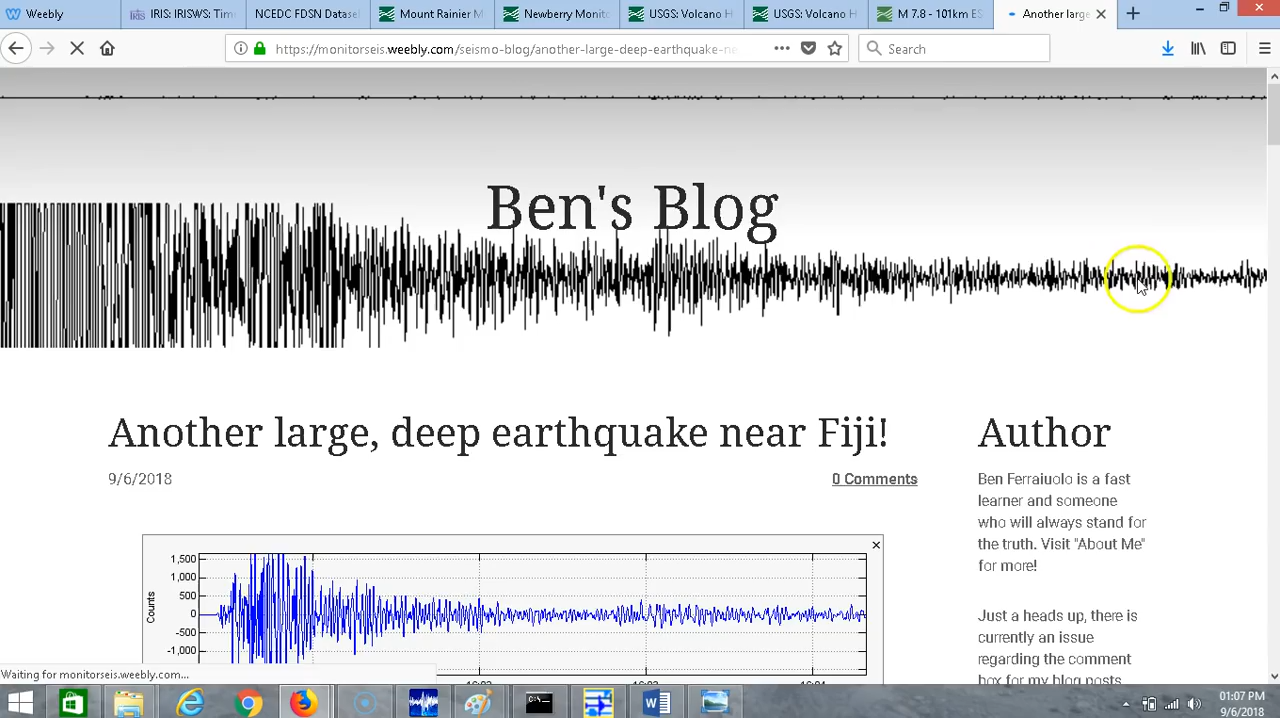 Weebly
IRIS: IRISWS: Tim
NCEDC FDSN Datase
Mount Rainier M
Newberry Monito
USGS: Volcano H
USGS: Volcano H
M 7.8 - 101km ES
Another large
https://monitorseis.weebly.com/seismo-blog/another-large-deep-earthquake-ne
Search
Ben's Blog
Another large, deep earthquake near Fiji!
9/6/2018
0 Comments
Author
Ben Ferraiuolo is a fast
learner and someone
who will always stand for
the truth. Visit "About Me"
for more!
Just a heads up, there is
currently an issue
regarding the comment
box for my blog posts
1,500
1,000
500
0
-500
-1,000
Counts
Waiting for monitorseis.weebly.com...
01:07 PM
9/6/2018